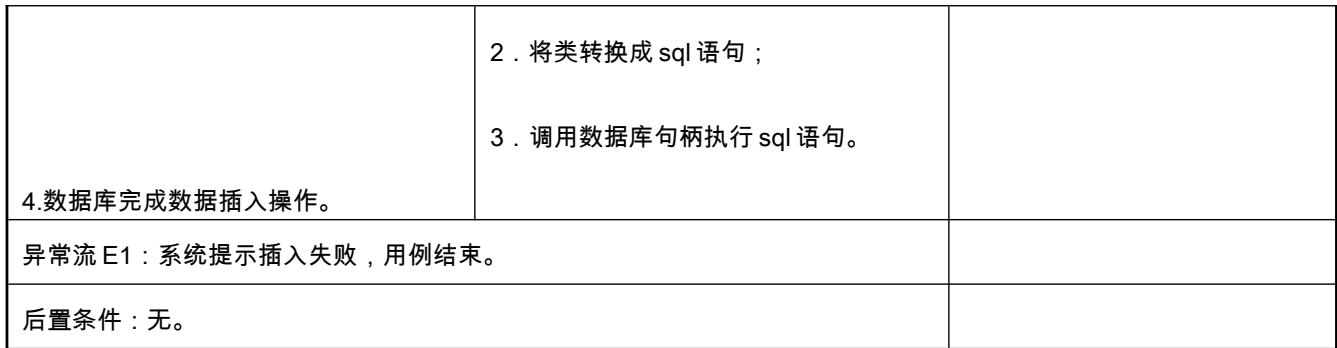 2．将类转换成 sql 语句；
3．调用数据库句柄执行 sql 语句。
4.数据库完成数据插入操作。
异常流 E1：系统提示插入失败，用例结束。
后置条件：无。